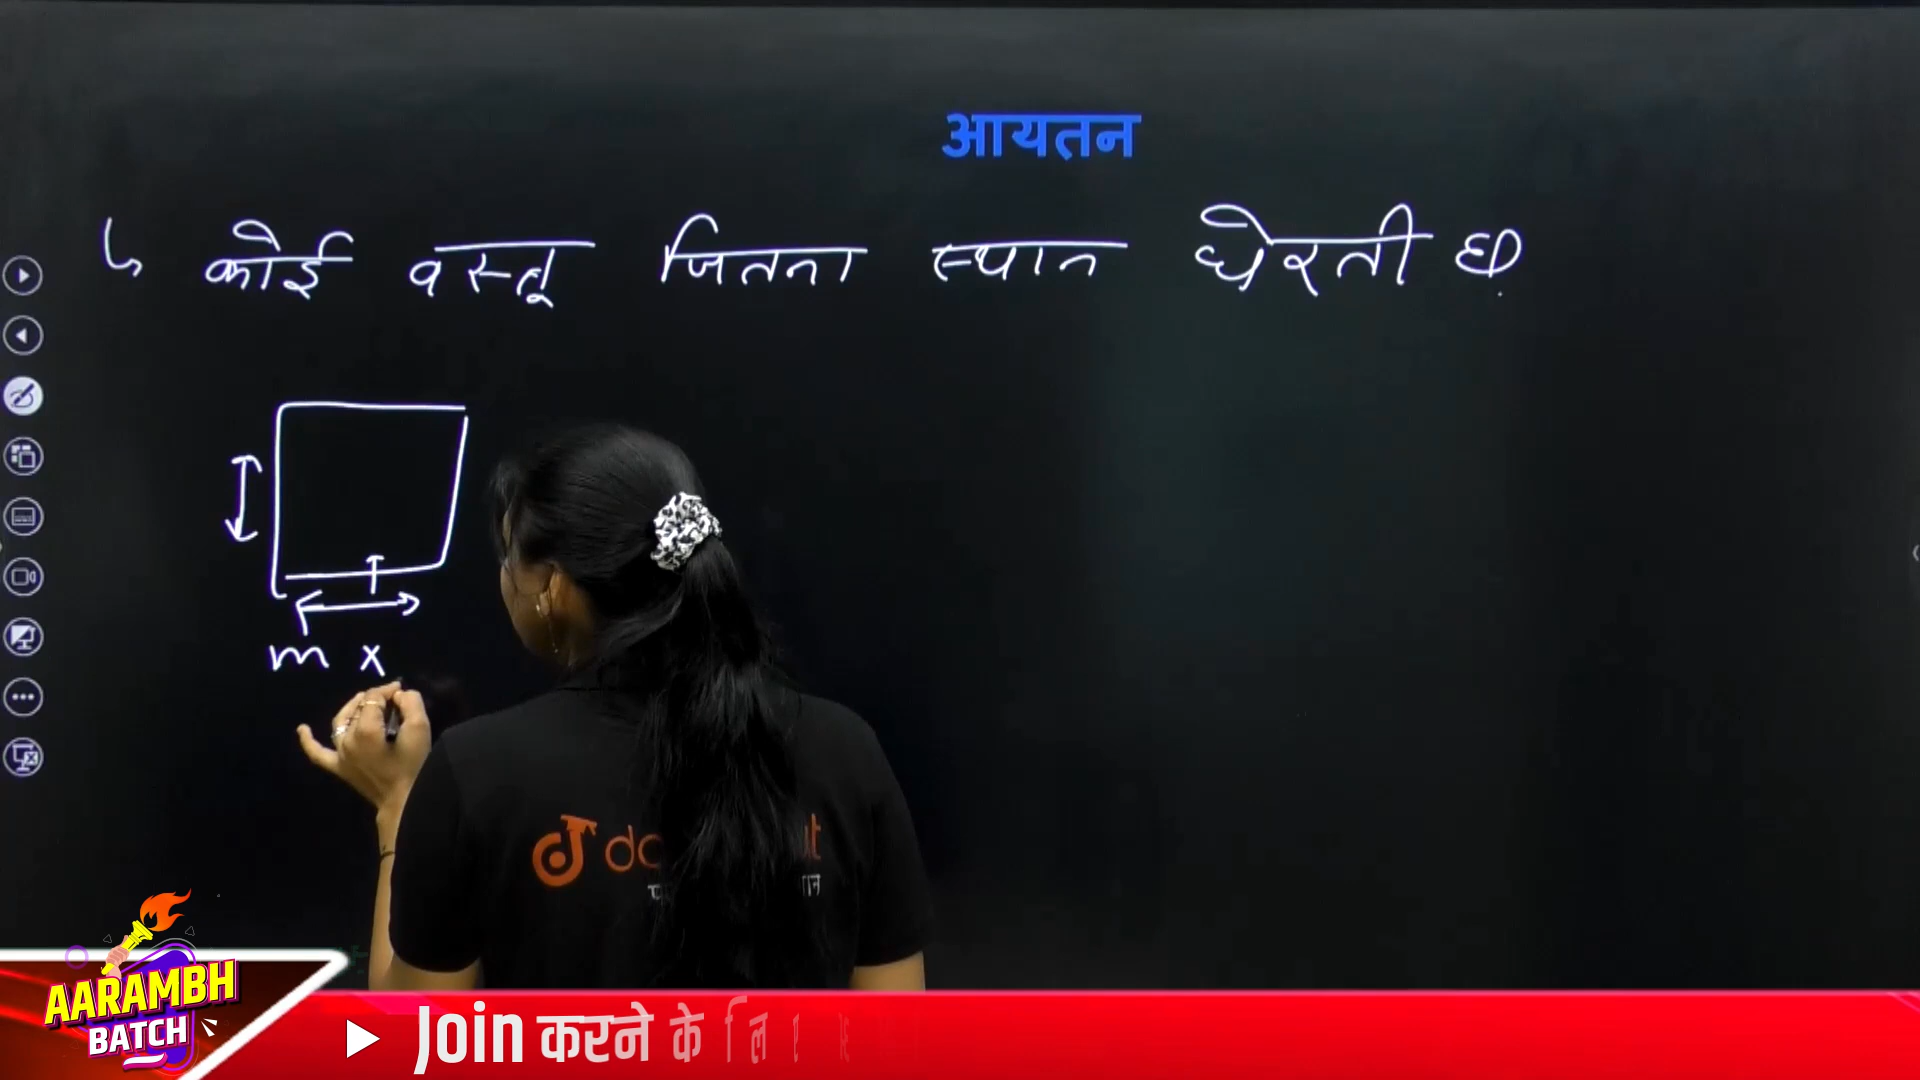 आयतन
कोई वस्तू जितना स्थान घेरती है
m x
AARAMBH
BATCH
Join करने के लि